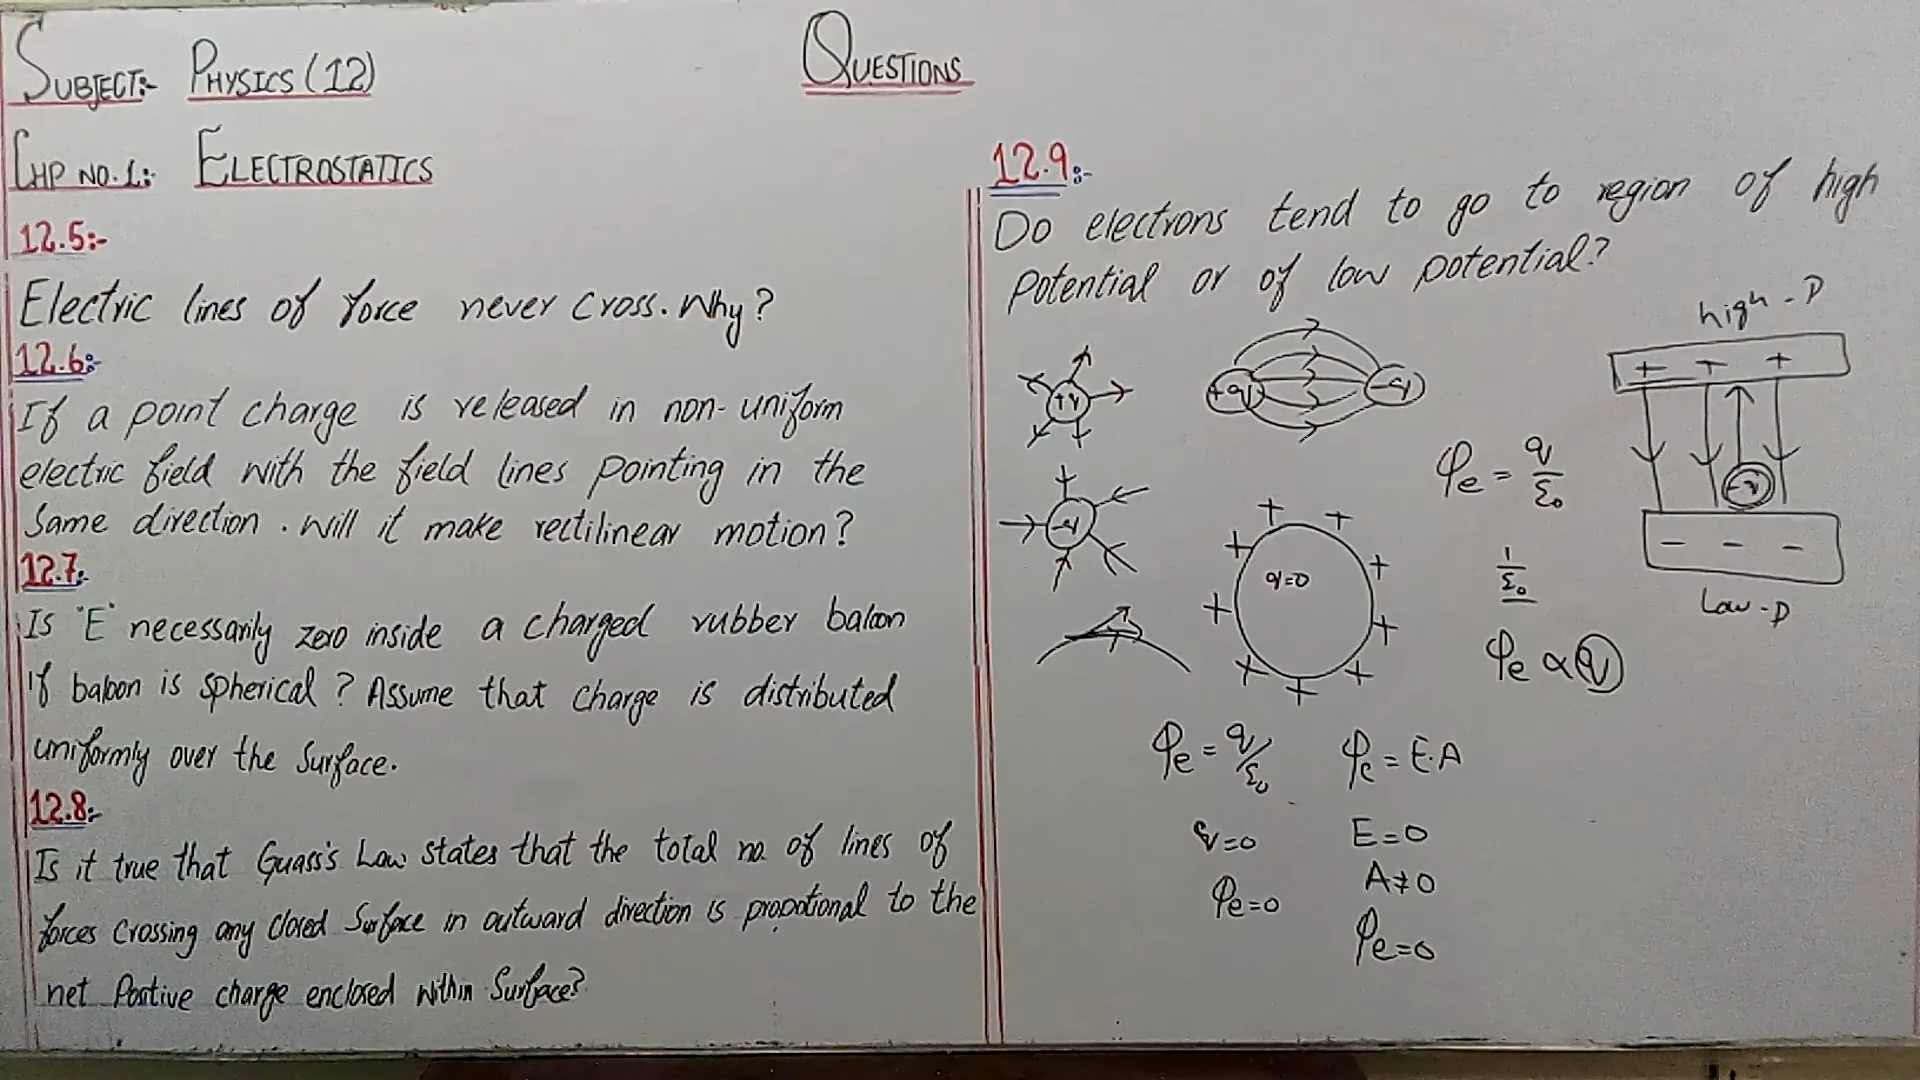 SUBJECT:- PHYSICS (12)
QUESTIONS
CHP NO. 1:- ELECTROSTATICS
12.5:-
Electric lines of force never cross. Why?
12.6:-
If a point charge is released in non-uniform
electric field with the field lines pointing in the
Same direction. Will it make rectilinear motion?
12.7:-
Is "E" necessarily zero inside a charged rubber baloon
if baloon is spherical? Assume that charge is distributed
uniformly over the Surface.
12.8:-
Is it true that Guass's Law states that the total no. of lines of
forces crossing any closed Surface in outward direction is propotional to the
net Positive charge enclosed within Surface?
12.9:-
Do electrons tend to go to region of high
Potential or of low potential?
high-P
+ + +
+q
+q -q
-q
-q
φe = q/ε₀
- - -
Low-P
+ + + + + + + + + +
q=0
1/ε₀
φe ∝ q
φe = q/ε₀
q=0
φe=0
φe = E.A
E=0
A≠0
φe=0